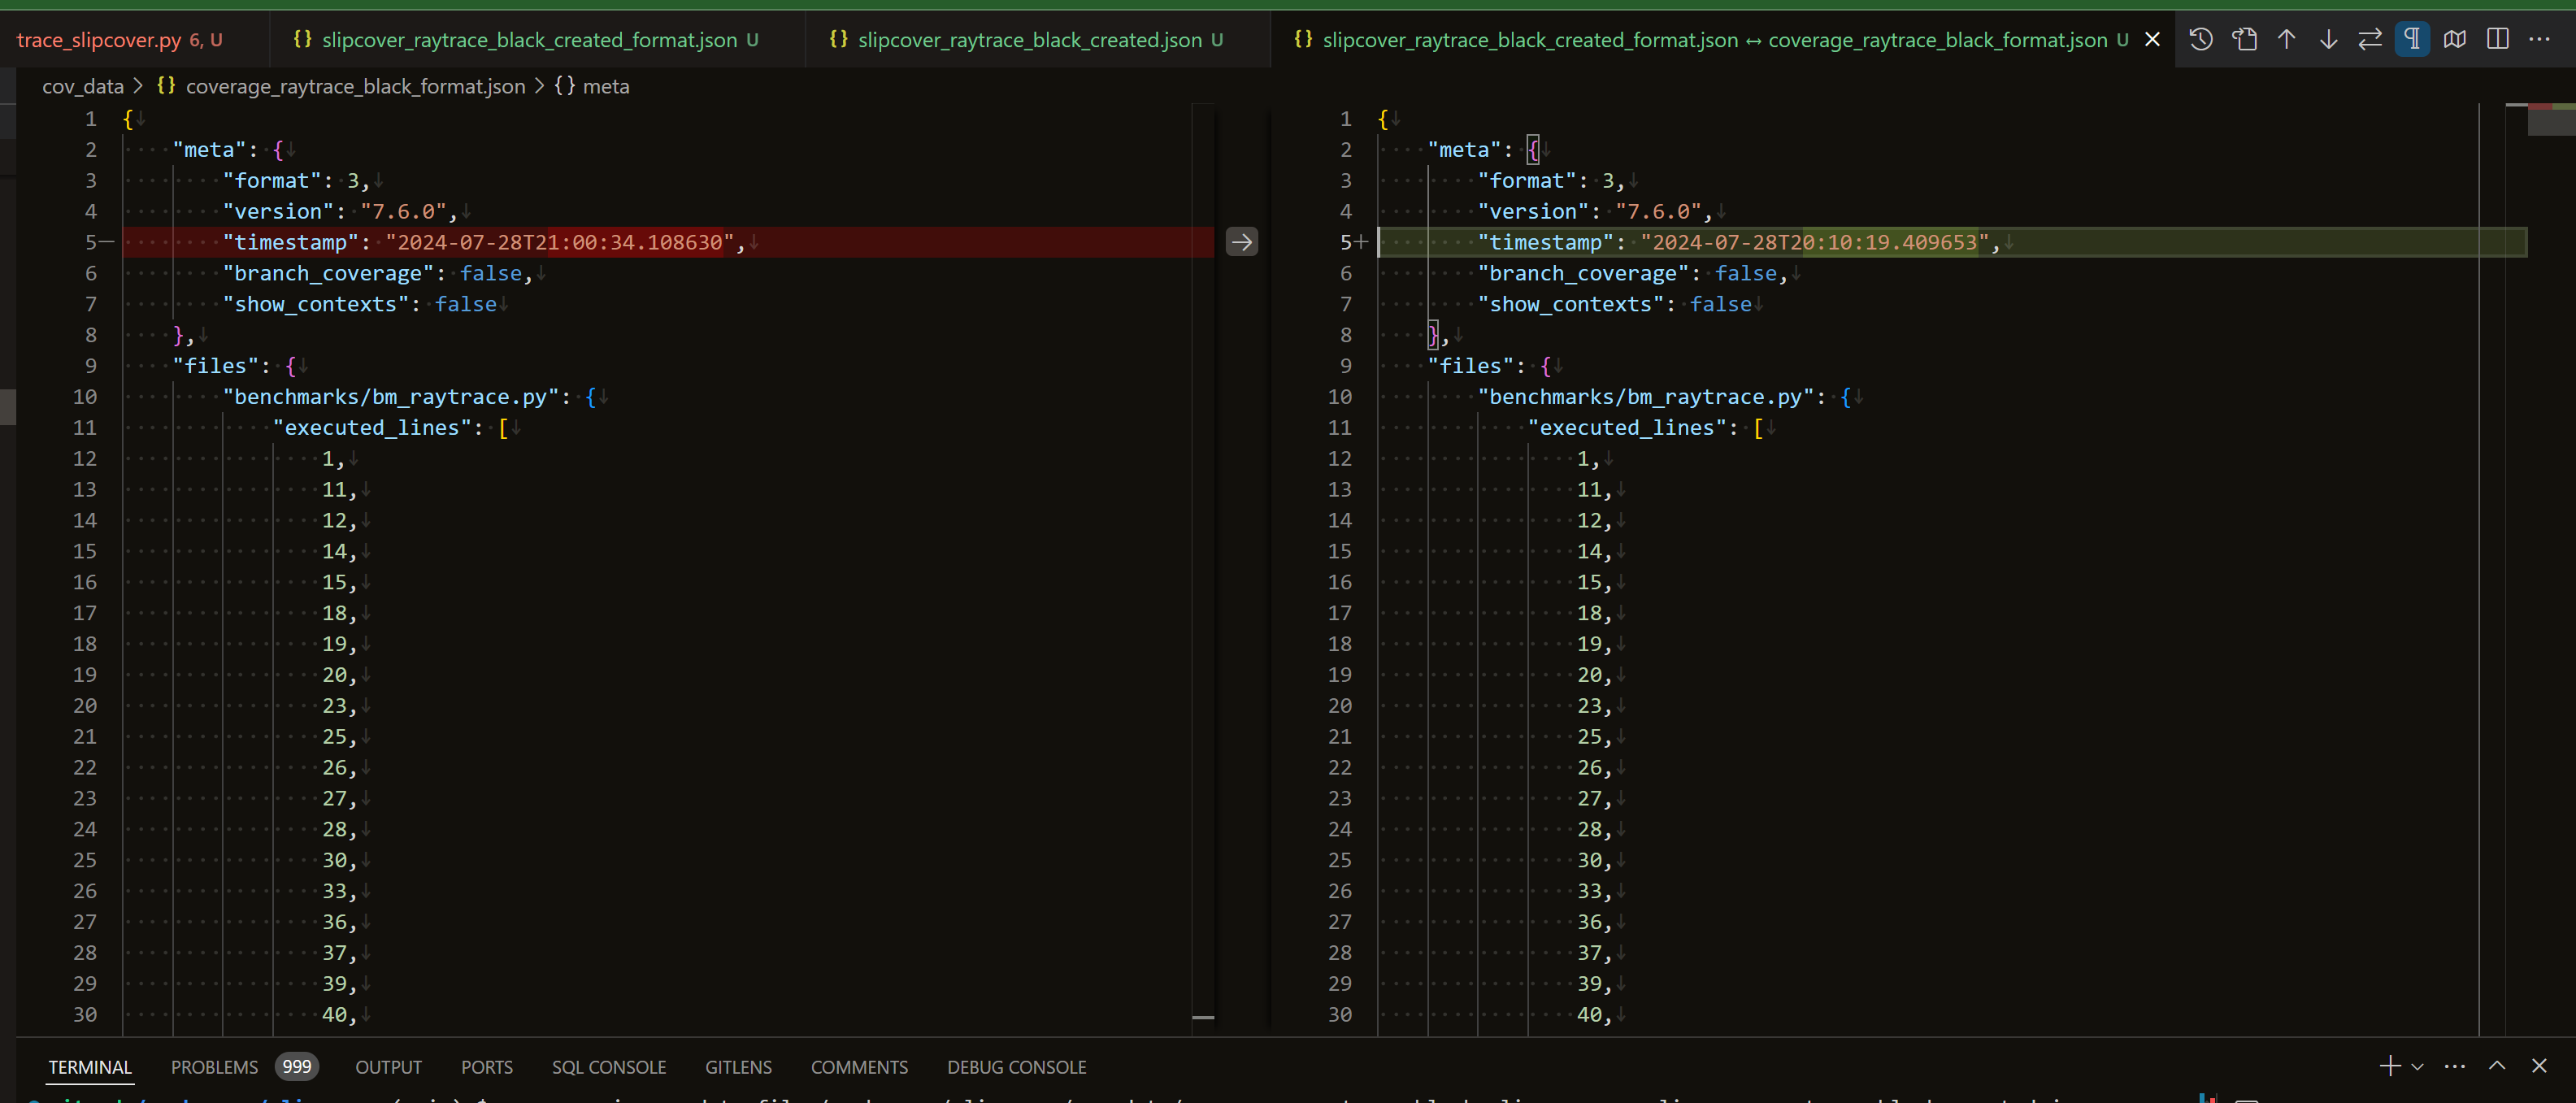 trace_slipcover.py 6, U
{} slipcover_raytrace_black_created_format.json U
{} slipcover_raytrace_black_created.json U
{} slipcover_raytrace_black_created_format.json ↔ coverage_raytrace_black_format.json U
cov_data > {} coverage_raytrace_black_format.json > {} meta
1 {
2 "meta": {
3 "format": 3,
4 "version": "7.6.0",
5 "timestamp": "2024-07-28T21:00:34.108630",
6 "branch_coverage": false,
7 "show_contexts": false
8 },
9 "files": {
10 "benchmarks/bm_raytrace.py": {
11 "executed_lines": [
12 1,
13 11,
14 12,
15 14,
16 15,
17 18,
18 19,
19 20,
20 23,
21 25,
22 26,
23 27,
24 28,
25 30,
26 33,
27 36,
28 37,
29 39,
30 40,
1 {
2 "meta": {
3 "format": 3,
4 "version": "7.6.0",
5+ "timestamp": "2024-07-28T20:10:19.409653",
6 "branch_coverage": false,
7 "show_contexts": false
8 },
9 "files": {
10 "benchmarks/bm_raytrace.py": {
11 "executed_lines": [
12 1,
13 11,
14 12,
15 14,
16 15,
17 18,
18 19,
19 20,
20 23,
21 25,
22 26,
23 27,
24 28,
25 30,
26 33,
27 36,
28 37,
29 39,
30 40,
TERMINAL PROBLEMS 999 OUTPUT PORTS SQL CONSOLE GITLENS COMMENTS DEBUG CONSOLE